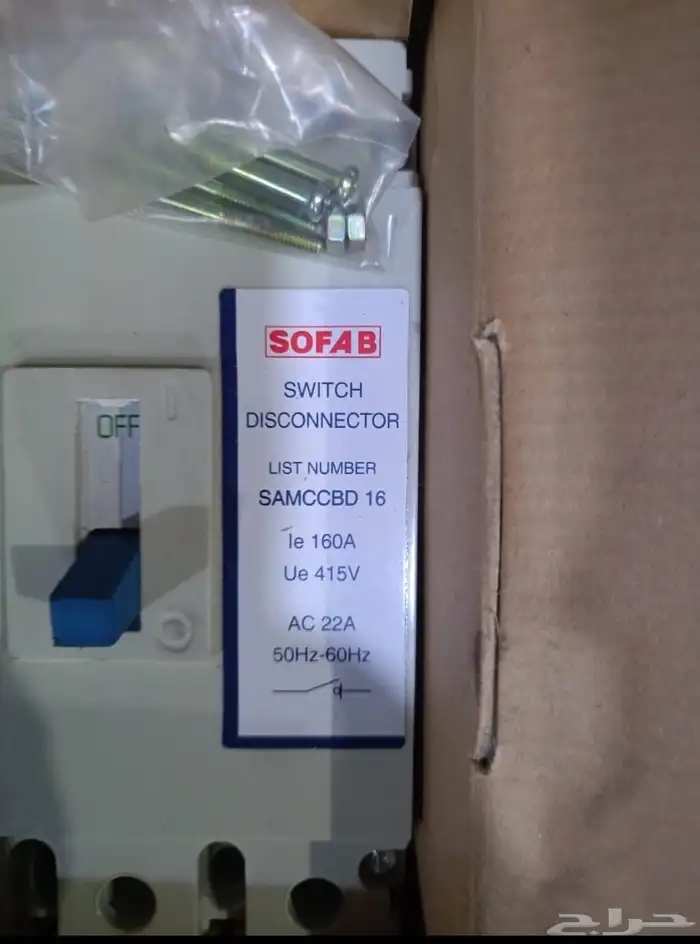 SOFAB
SWITCH
DISCONNECTOR
LIST NUMBER
SAMCCBD 16
Ie 160A
Ue 415V
AC 22A
50Hz-60Hz
OFF
حراج